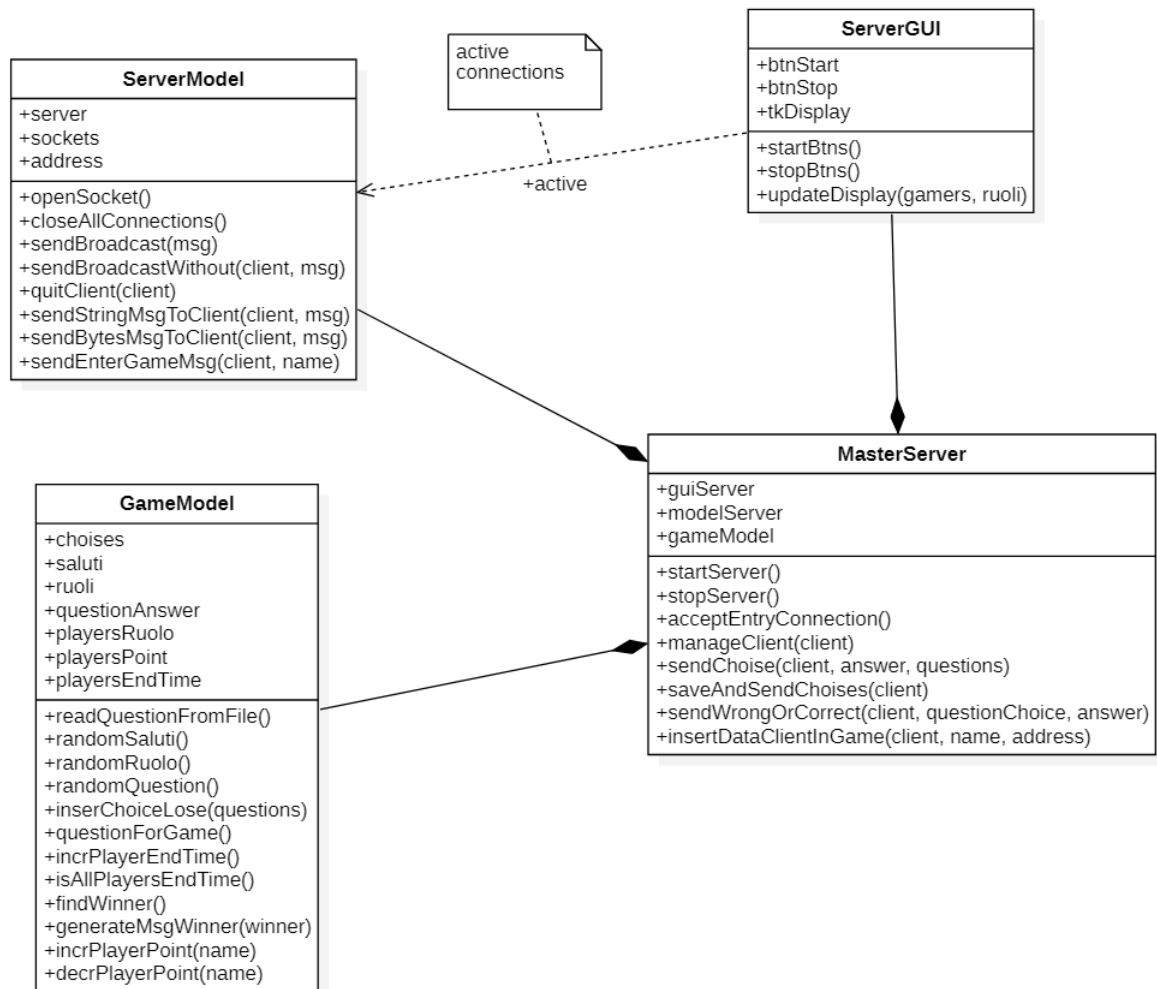 ServerModel
+server
+sockets
+address
+openSocket()
+closeAllConnections()
+sendBroadcast(msg)
+sendBroadcastWithout(client, msg)
+quitClient(client)
+sendStringMsgToClient(client, msg)
+sendBytesMsgToClient(client, msg)
+sendEnterGameMsg(client, name)
active
connections
+active
ServerGUI
+btnStart
+btnStop
+tkDisplay
+startBtns()
+stopBtns()
+updateDisplay(gamers, ruoli)
GameModel
+choises
+saluti
+ruoli
+questionAnswer
+playersRuolo
+playersPoint
+playersEndTime
+readQuestionFromFile()
+randomSaluti()
+randomRuolo()
+randomQuestion()
+inserChoiceLose(questions)
+questionForGame()
+incrPlayerEndTime()
+isAllPlayersEndTime()
+findWinner()
+generateMsgWinner(winner)
+incrPlayerPoint(name)
+decrPlayerPoint(name)
MasterServer
+guiServer
+modelServer
+gameModel
+startServer()
+stopServer()
+acceptEntryConnection()
+manageClient(client)
+sendChoise(client, answer, questions)
+saveAndSendChoises(client)
+sendWrongOrCorrect(client, questionChoice, answer)
+insertDataClientInGame(client, name, address)